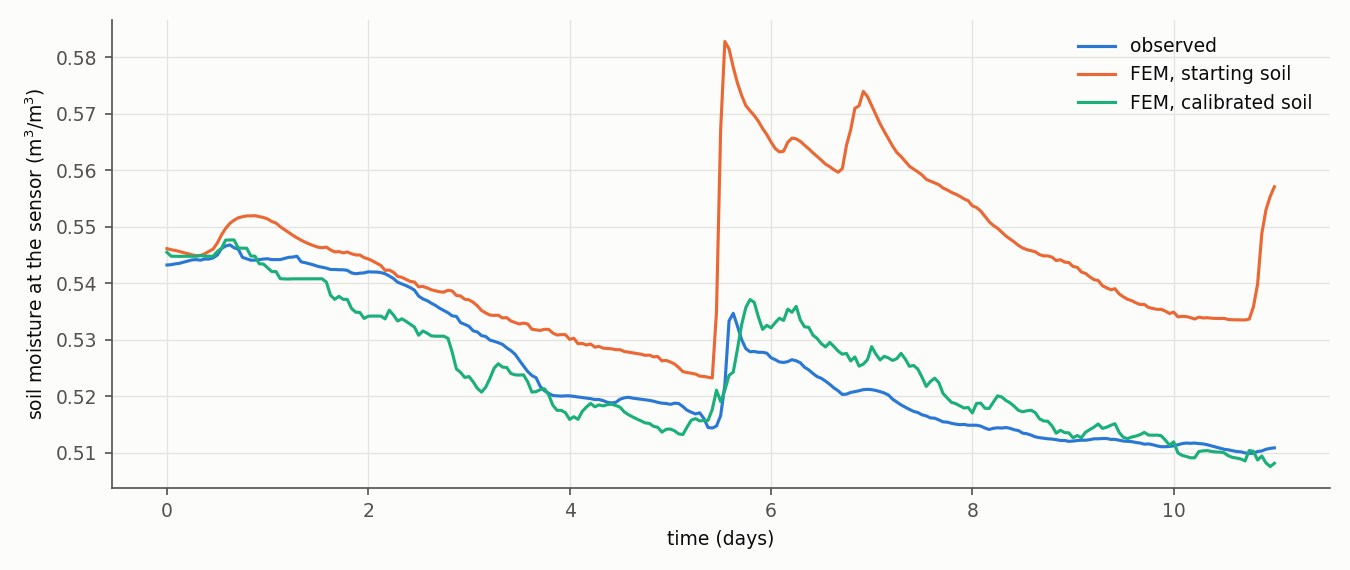 observed
FEM, starting soil
FEM, calibrated soil
soil moisture at the sensor (m³/m³)
0.58
0.57
0.56
0.55
0.54
0.53
0.52
0.51
0 2 4 6 8 10
time (days)